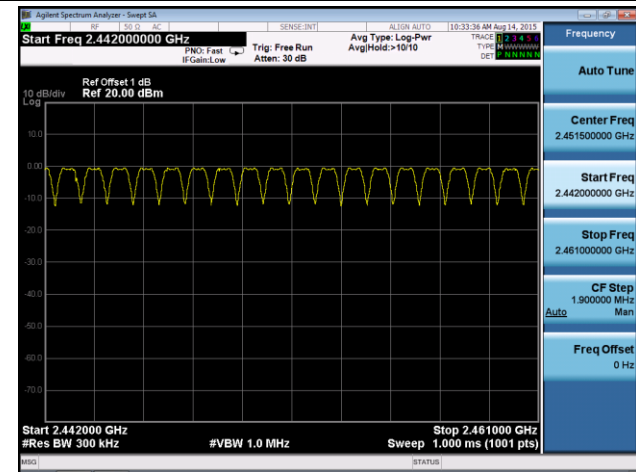 Agilent Spectrum Analyzer - Swept SA
RF 50 Ω AC SENSE:INT ALIGN AUTO 10:33:36 AM Aug 14, 2015
Start Freq 2.442000000 GHz
PNO: Fast
IFGain:Low
Trig: Free Run
Atten: 30 dB
Avg Type: Log-Pwr
Avg|Hold:>10/10
TRACE 1 2 3 4 5 6
TYPE M WWWWW
DET P NNNNN
Ref Offset 1 dB
10 dB/div Ref 20.00 dBm
Log
10.0
0.00
-10.0
-20.0
-30.0
-40.0
-50.0
-60.0
-70.0
Start 2.442000 GHz Stop 2.461000 GHz
#Res BW 300 kHz #VBW 1.0 MHz Sweep 1.000 ms (1001 pts)
MSG STATUS
Frequency
Auto Tune
Center Freq
2.451500000 GHz
Start Freq
2.442000000 GHz
Stop Freq
2.461000000 GHz
CF Step
1.900000 MHz
Auto Man
Freq Offset
0 Hz